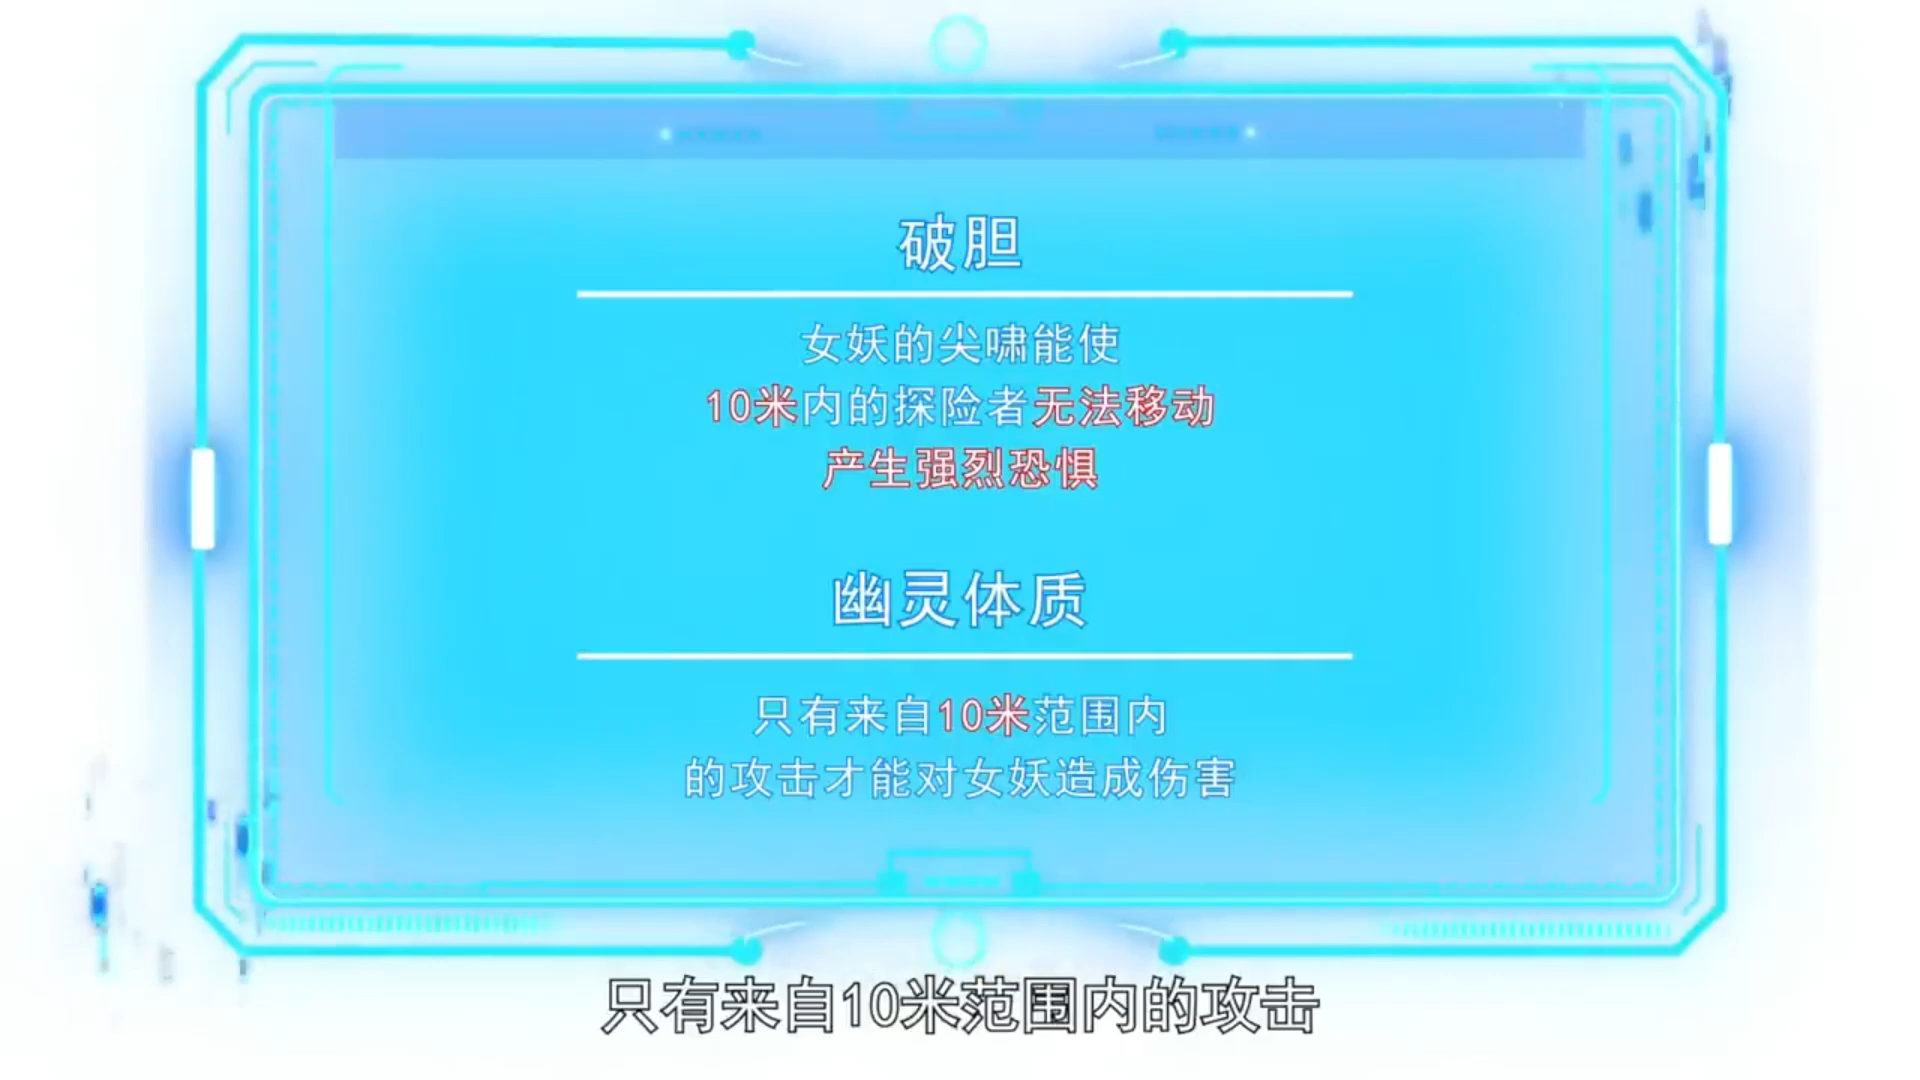 破胆
女妖的尖啸能使
10米内的探险者无法移动
产生强烈恐惧
幽灵体质
只有来自10米范围内
的攻击才能对女妖造成伤害
只有来自10米范围内的攻击